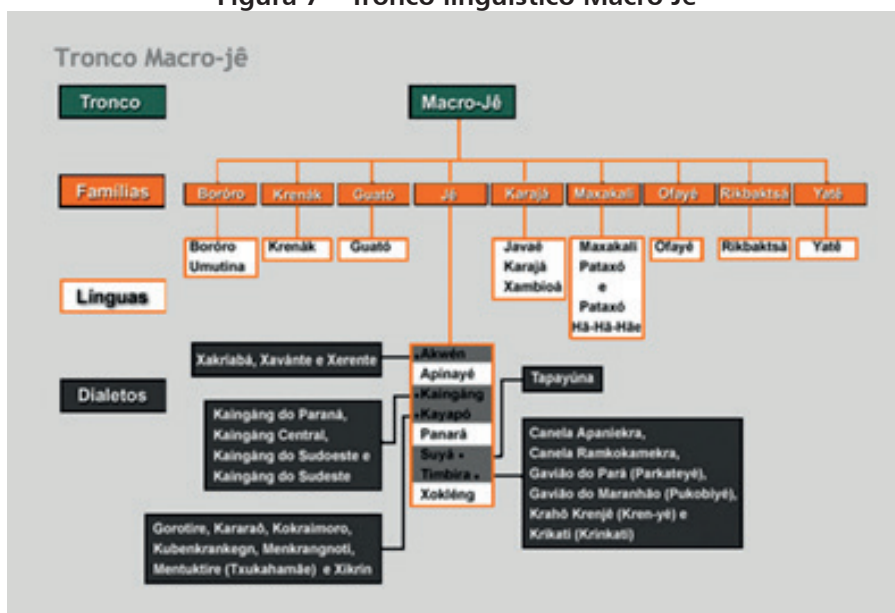 Figura 7 – Tronco linguístico Macro-Jê
Tronco Macro-jê
Tronco
Macro-Jê
Famílias
Boróro
Krenák
Guató
Jê
Karajá
Maxakali
Ofayé
Rikbaktsá
Yatê
Línguas
Boróro
Umutina
Krenák
Guató
Javaé
Karajá
Xambioá
Maxakali
Pataxó
e
Pataxó
Hã-Hã-Hãe
Ofayé
Rikbaktsá
Yatê
Dialetos
Xakriabá, Xavánte e Xerente
Kaingáng do Paraná,
Kaingáng Central,
Kaingáng do Sudoeste e
Kaingáng do Sudeste
Gorotire, Kararaô, Kokraimoro,
Kubenkrankegn, Menkrangnoti,
Mentuktire (Txukahamãe) e Xikrin
Akwén
Apinayé
Kaingáng
Kayapó
Panará
Suyá
Timbira
Xokléng
Tapayúna
Canela Apaniekra,
Canela Ramkokamekra,
Gavião do Pará (Parkateyé),
Gavião do Maranhão (Pukobiyé),
Krahô Krenjê (Kren-yé) e
Krikati (Krinkati)